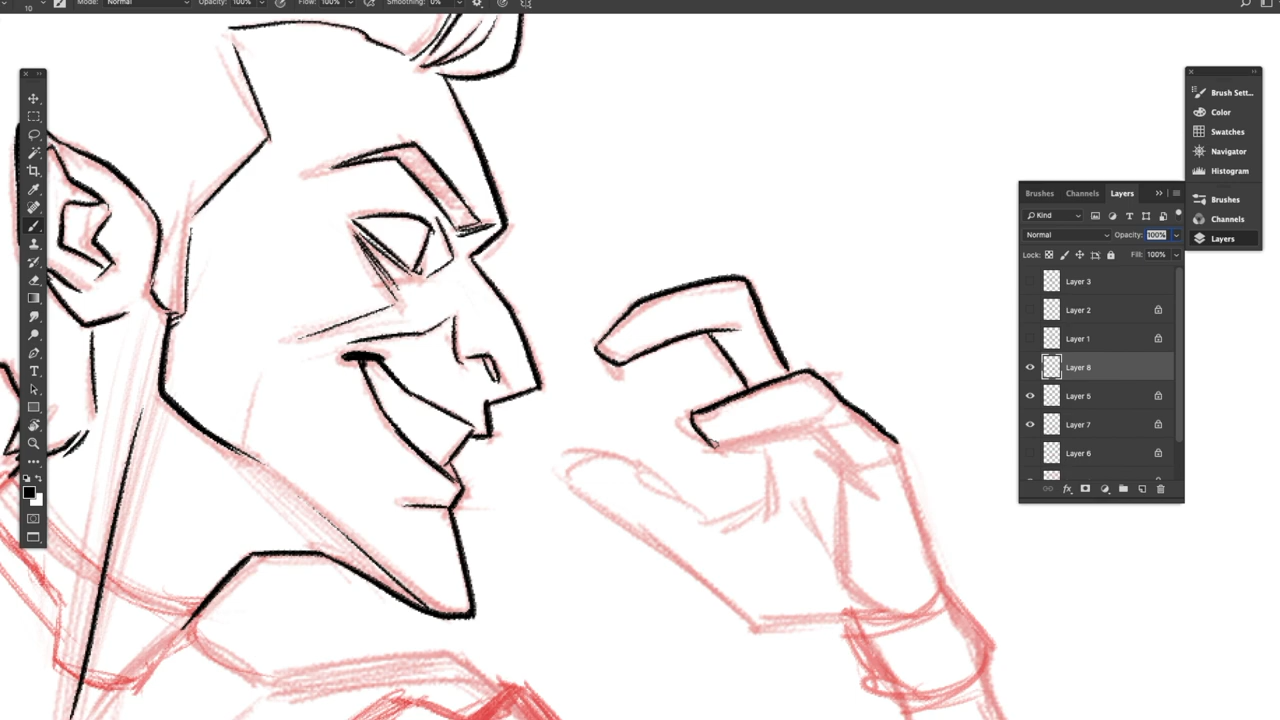 10 Mode: Normal Opacity: 100% Flow: 100% Smoothing: 0%
Brush Sett...
Color
Swatches
Navigator
Histogram
Brushes
Channels
Layers
Brushes Channels Layers
Kind
Normal Opacity: 100%
Lock: Fill: 100%
Layer 3
Layer 2
Layer 1
Layer 8
Layer 5
Layer 7
Layer 6
fx